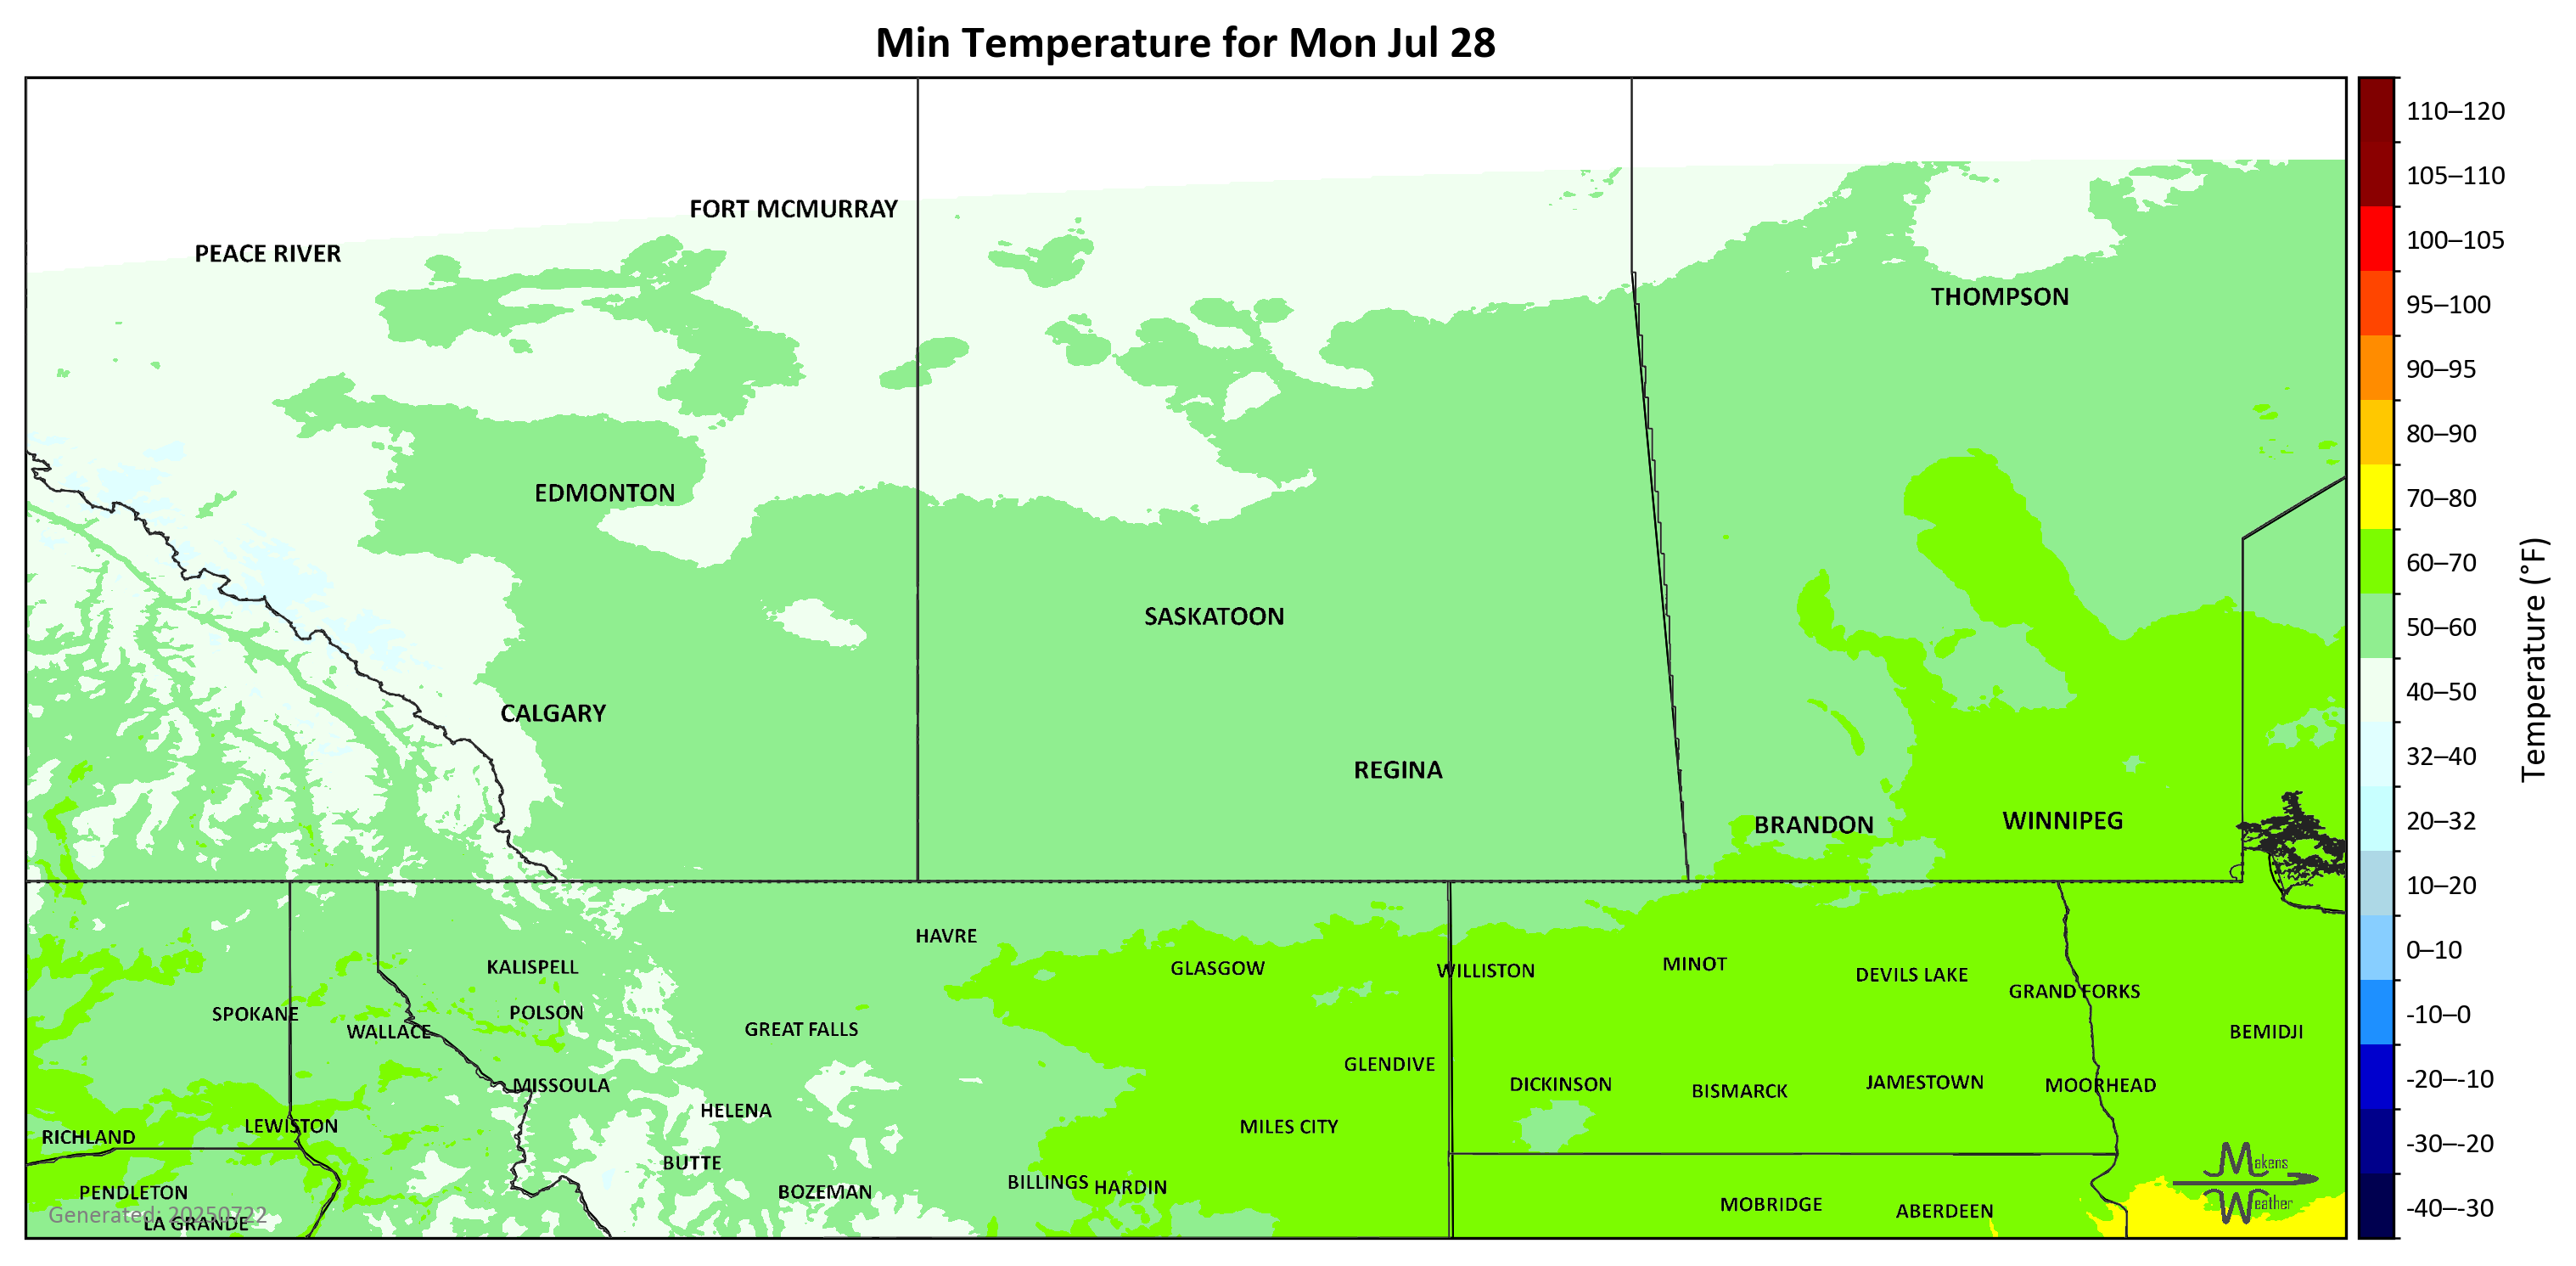 Min Temperature for Mon Jul 28
FORT MCMURRAY
PEACE RIVER
THOMPSON
EDMONTON
SASKATOON
CALGARY
REGINA
BRANDON
WINNIPEG
HAVRE
KALISPELL
GLASGOW
WILLISTON
MINOT
DEVILS LAKE
GRAND FORKS
SPOKANE
POLSON
WALLACE
GREAT FALLS
BEMIDJI
GLENDIVE
MISSOULA
DICKINSON
BISMARCK
JAMESTOWN
MOORHEAD
HELENA
LEWISTON
MILES CITY
RICHLAND
BUTTE
PENDLETON
BOZEMAN
BILLINGS
HARDIN
MOBRIDGE
ABERDEEN
LA GRANDE
Generated: 20250722
Makens
Weather
110–120
105–110
100–105
95–100
90–95
80–90
70–80
60–70
50–60
40–50
32–40
20–32
10–20
0–10
-10–0
-20–-10
-30–-20
-40–-30
Temperature (°F)